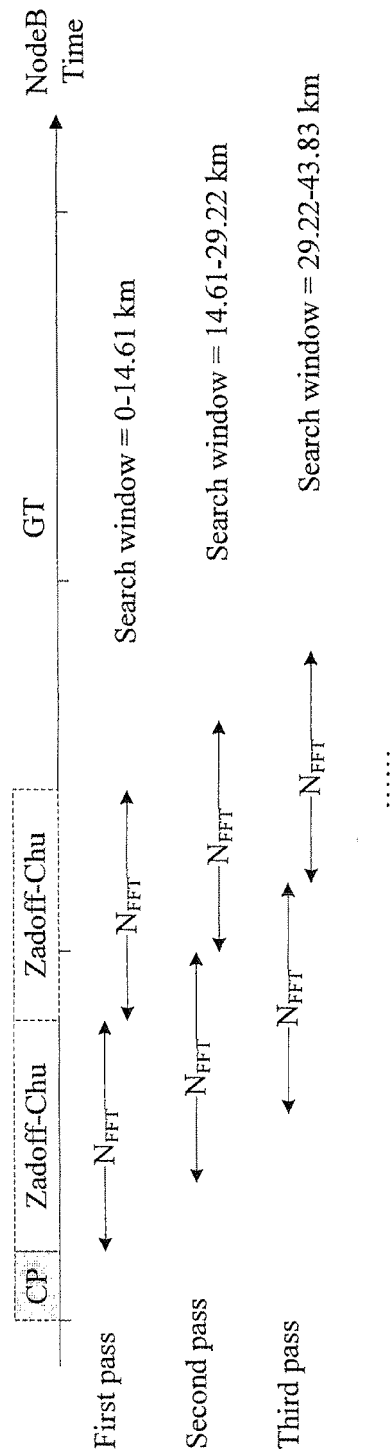 NodeB
Time
GT
CP
Zadoff-Chu
Zadoff-Chu
First pass
N_FFT
N_FFT
Search window = 0-14.61 km
Second pass
N_FFT
N_FFT
Search window = 14.61-29.22 km
Third pass
N_FFT
N_FFT
Search window = 29.22-43.83 km
......